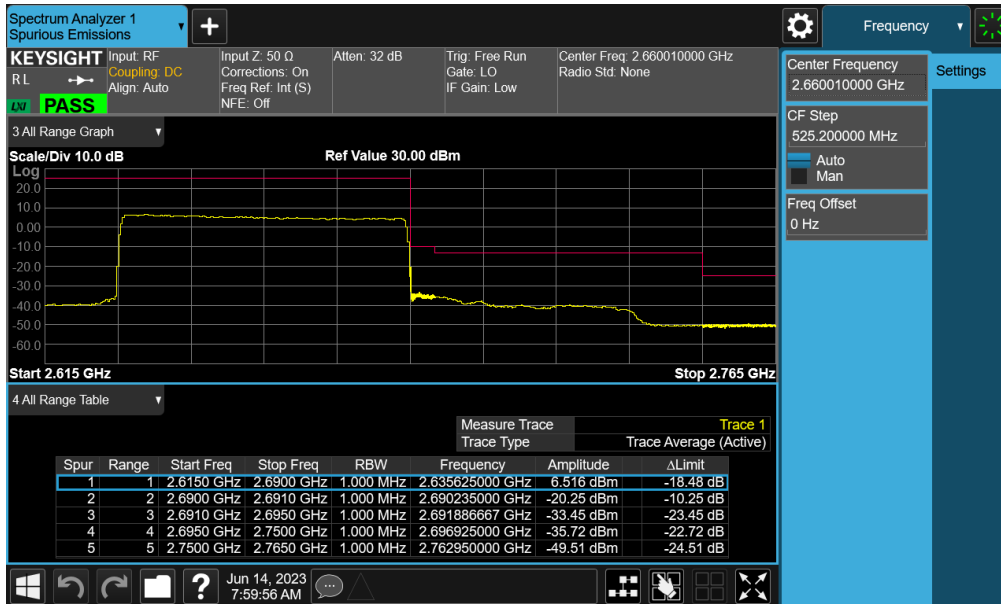 Spectrum Analyzer 1
Spurious Emissions
+
Frequency
KEYSIGHT
R L
LXI
PASS
Input: RF
Coupling: DC
Align: Auto
Input Z: 50 Ω
Corrections: On
Freq Ref: Int (S)
NFE: Off
Atten: 32 dB
Trig: Free Run
Gate: LO
IF Gain: Low
Center Freq: 2.660010000 GHz
Radio Std: None
Center Frequency
2.660010000 GHz
Settings
CF Step
525.200000 MHz
Auto
Man
Freq Offset
0 Hz
3 All Range Graph
Scale/Div 10.0 dB
Ref Value 30.00 dBm
Log
20.0
10.0
0.00
-10.0
-20.0
-30.0
-40.0
-50.0
-60.0
Start 2.615 GHz
Stop 2.765 GHz
4 All Range Table
Measure Trace Trace 1
Trace Type Trace Average (Active)
Spur Range Start Freq Stop Freq RBW Frequency Amplitude ΔLimit
1 1 2.6150 GHz 2.6900 GHz 1.000 MHz 2.635625000 GHz 6.516 dBm -18.48 dB
2 2 2.6900 GHz 2.6910 GHz 1.000 MHz 2.690235000 GHz -20.25 dBm -10.25 dB
3 3 2.6910 GHz 2.6950 GHz 1.000 MHz 2.691886667 GHz -33.45 dBm -23.45 dB
4 4 2.6950 GHz 2.7500 GHz 1.000 MHz 2.696925000 GHz -35.72 dBm -22.72 dB
5 5 2.7500 GHz 2.7650 GHz 1.000 MHz 2.762950000 GHz -49.51 dBm -24.51 dB
?
Jun 14, 2023
7:59:56 AM